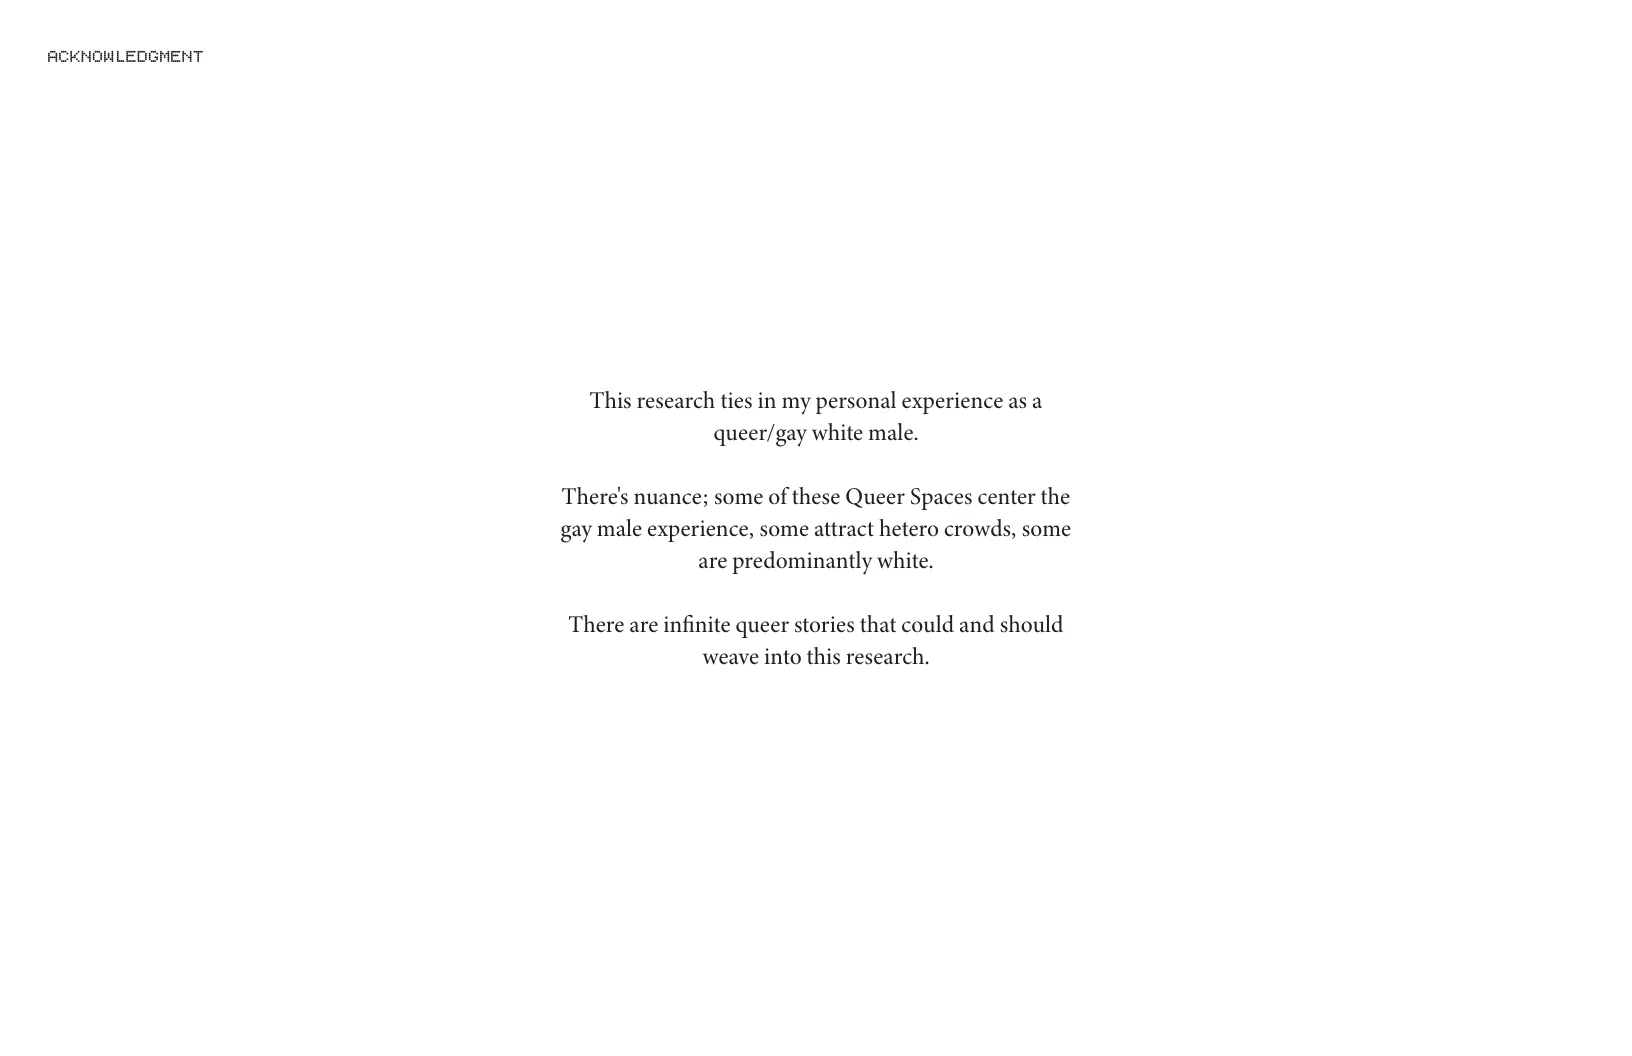 ACKNOWLEDGMENT
This research ties in my personal experience as a
queer/gay white male.
There's nuance; some of these Queer Spaces center the
gay male experience, some attract hetero crowds, some
are predominantly white.
There are infinite queer stories that could and should
weave into this research.